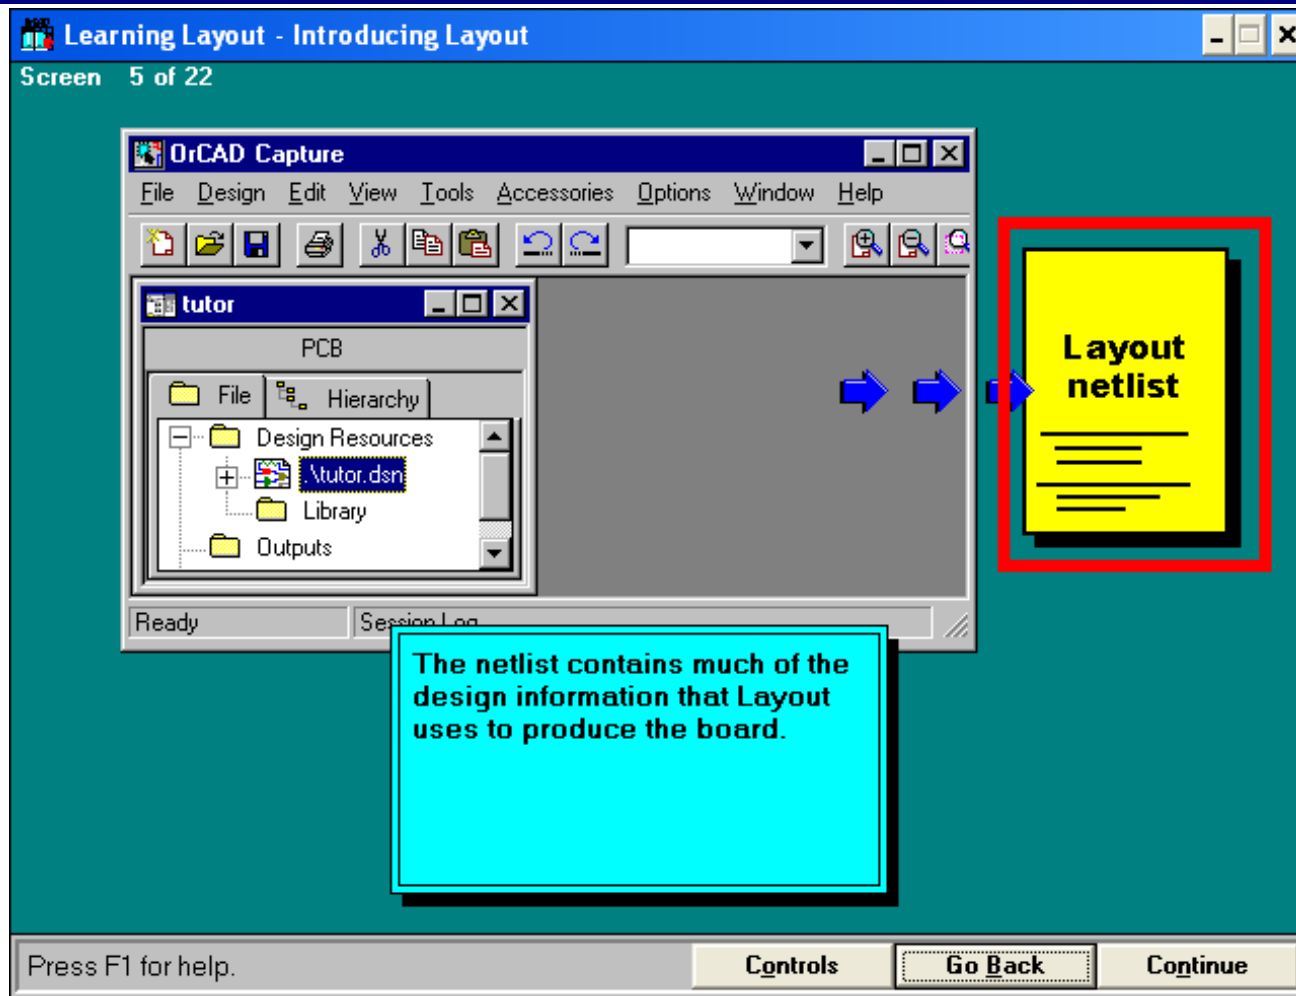 Learning Layout - Introducing Layout
Screen 5 of 22
OrCAD Capture
File Design Edit View Tools Accessories Options Window Help
tutor
PCB
File Hierarchy
Design Resources
.\tutor.dsn
Library
Outputs
Layout
netlist
Ready Session Log
The netlist contains much of the
design information that Layout
uses to produce the board.
Press F1 for help. Controls Go Back Continue